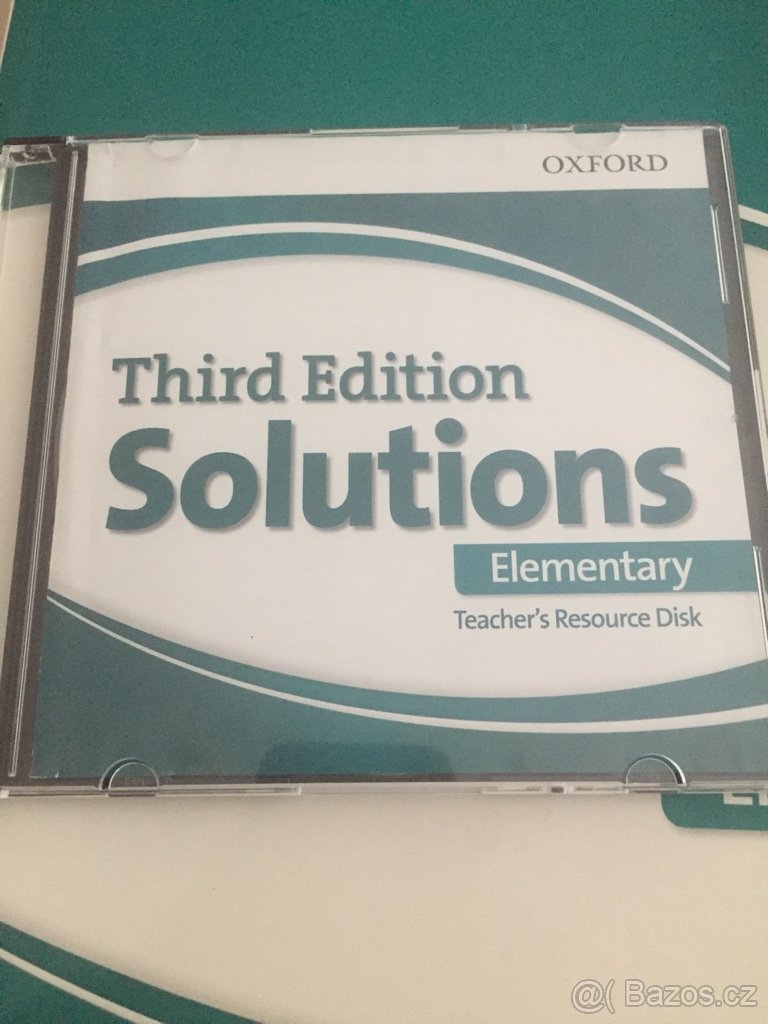 OXFORD
Third Edition
Solutions
Elementary
Teacher's Resource Disk
@( Bazos.cz